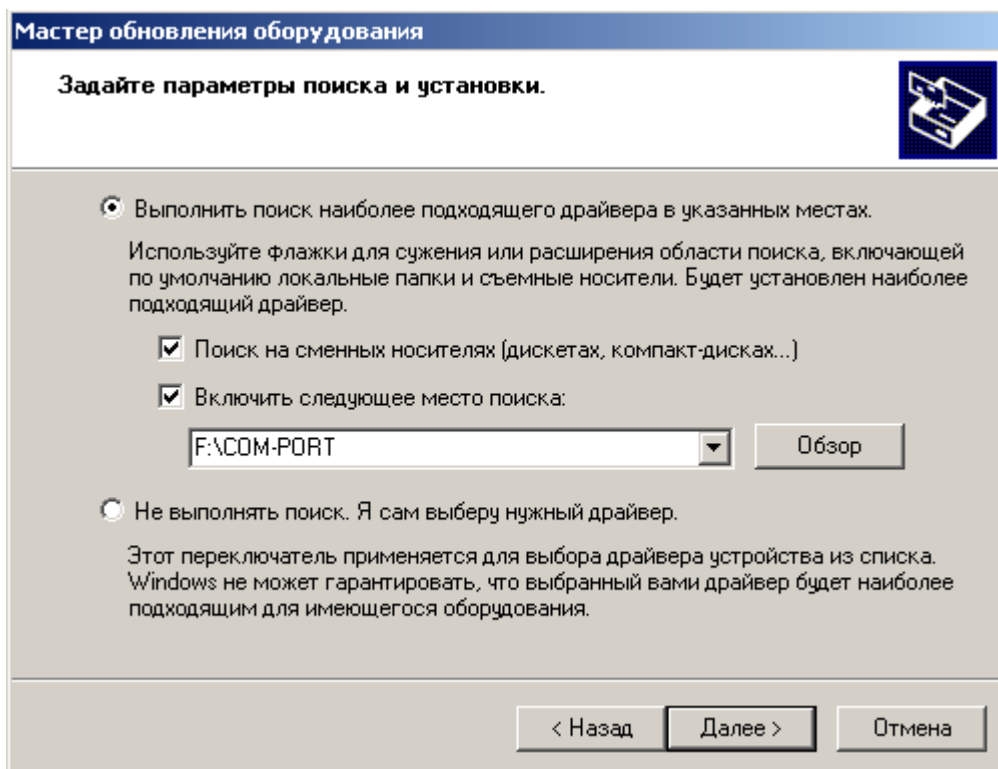 Мастер обновления оборудования
Задайте параметры поиска и установки.
Выполнить поиск наиболее подходящего драйвера в указанных местах.
Используйте флажки для сужения или расширения области поиска, включающей
по умолчанию локальные папки и съемные носители. Будет установлен наиболее
подходящий драйвер.
Поиск на сменных носителях (дискетах, компакт-дисках...)
Включить следующее место поиска:
F:\COM-PORT
Обзор
Не выполнять поиск. Я сам выберу нужный драйвер.
Этот переключатель применяется для выбора драйвера устройства из списка.
Windows не может гарантировать, что выбранный вами драйвер будет наиболее
подходящим для имеющегося оборудования.
< Назад
Далее >
Отмена